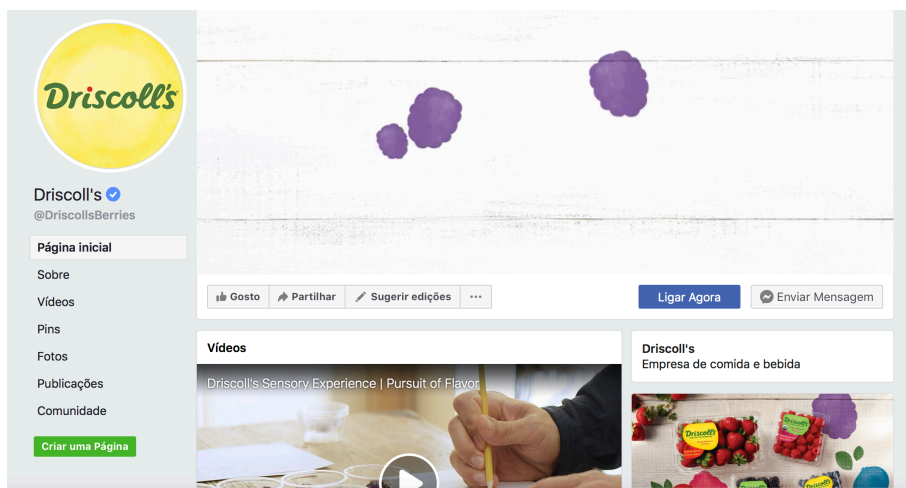 Driscoll's
Driscoll's
@DriscollsBerries
Página inicial
Sobre
Vídeos
Pins
Fotos
Publicações
Comunidade
Criar uma Página
Gosto
Partilhar
Sugerir edições
...
Ligar Agora
Enviar Mensagem
Vídeos
Driscoll's Sensory Experience | Pursuit of Flavor
Driscoll's
Empresa de comida e bebida
Driscoll's
Driscoll's
Driscoll's
Driscoll's